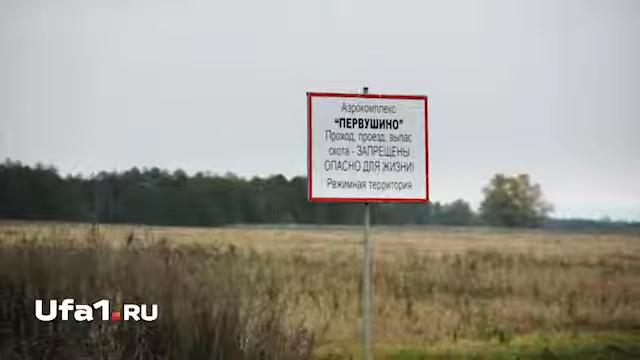 Аэрокомплекс
"ПЕРВУШИНО"
Проход, проезд, выпас
скота - ЗАПРЕЩЕНЫ
ОПАСНО ДЛЯ ЖИЗНИ!
Режимная территория
Ufa1.RU